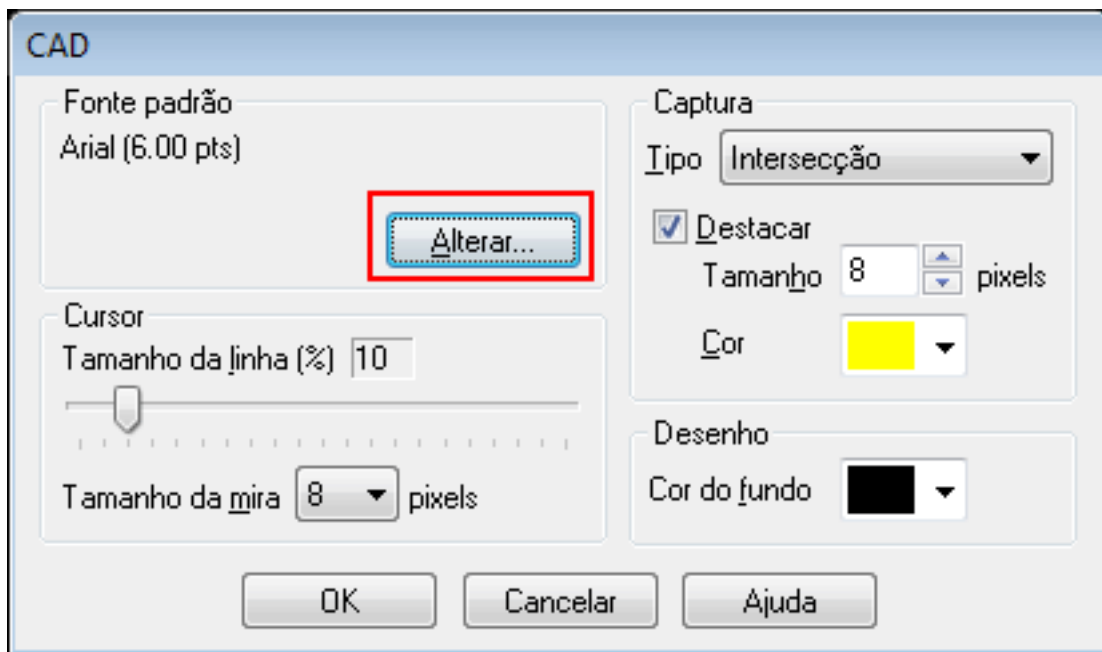 CAD
Fonte padrão
Arial (6.00 pts)
Alterar...
Cursor
Tamanho da linha (%) 10
Tamanho da mira 8 pixels
Captura
Tipo Intersecção
Destacar
Tamanho 8 pixels
Cor
Desenho
Cor do fundo
OK Cancelar Ajuda